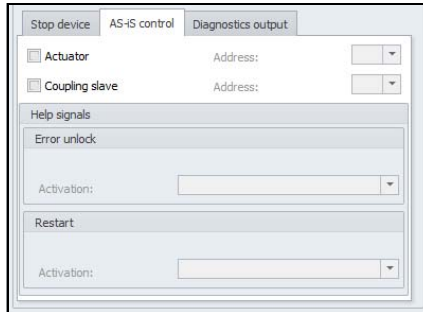 Stop device AS-iS control Diagnostics output
Actuator Address:
Coupling slave Address:
Help signals
Error unlock
Activation:
Restart
Activation: